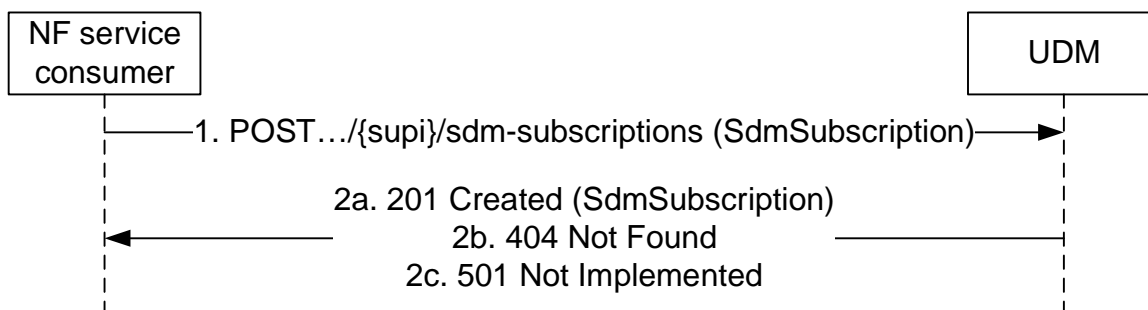 NF service
consumer
UDM
1. POST…/{supi}/sdm-subscriptions (SdmSubscription)
2a. 201 Created (SdmSubscription)
2b. 404 Not Found
2c. 501 Not Implemented